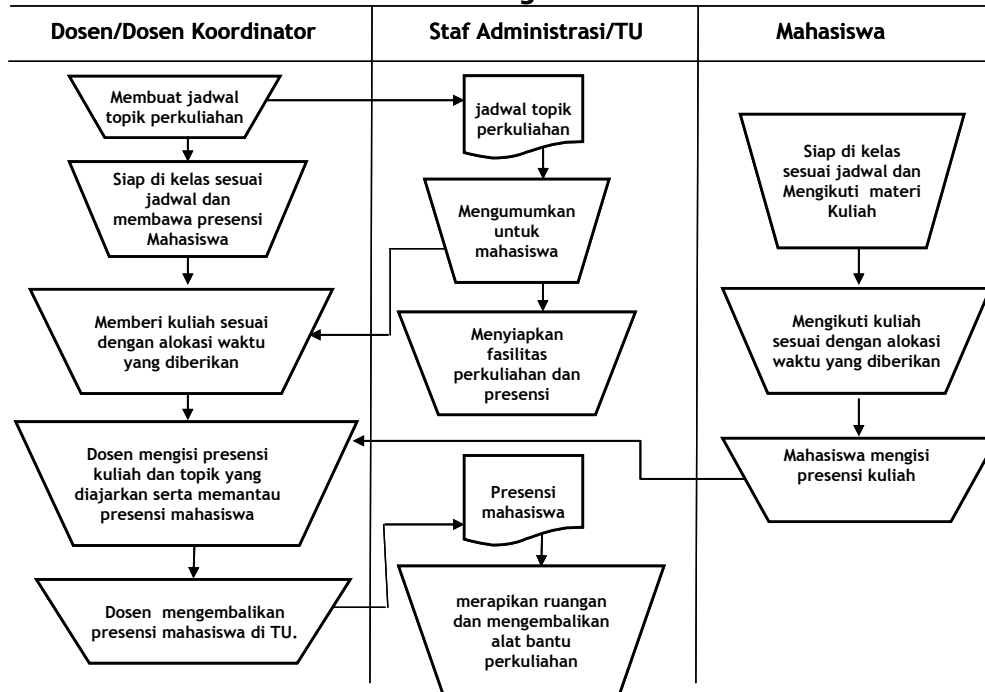 Dosen/Dosen Koordinator
Staf Administrasi/TU
Mahasiswa
Membuat jadwal
topik perkuliahan
Siap di kelas sesuai
jadwal dan
membawa presensi
Mahasiswa
Memberi kuliah sesuai
dengan alokasi waktu
yang diberikan
Dosen mengisi presensi
kuliah dan topik yang
diajarkan serta memantau
presensi mahasiswa
Dosen mengembalikan
presensi mahasiswa di TU.
jadwal topik
perkuliahan
Mengumumkan
untuk
mahasiswa
Menyiapkan
fasilitas
perkuliahan dan
presensi
Presensi
mahasiswa
merapikan ruangan
dan mengembalikan
alat bantu
perkuliahan
Siap di kelas
sesuai jadwal dan
Mengikuti materi
Kuliah
Mengikuti kuliah
sesuai dengan alokasi
waktu yang diberikan
Mahasiswa mengisi
presensi kuliah